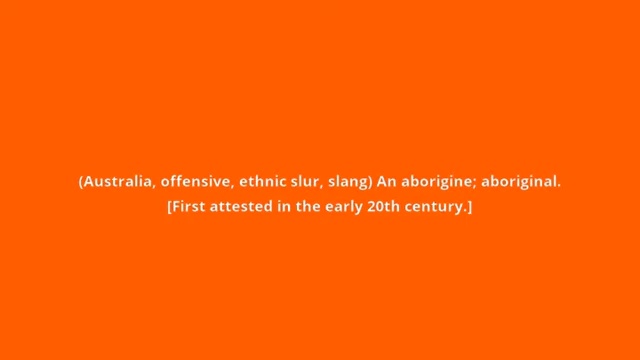 (Australia, offensive, ethnic slur, slang) An aborigine; aboriginal.
[First attested in the early 20th century.]